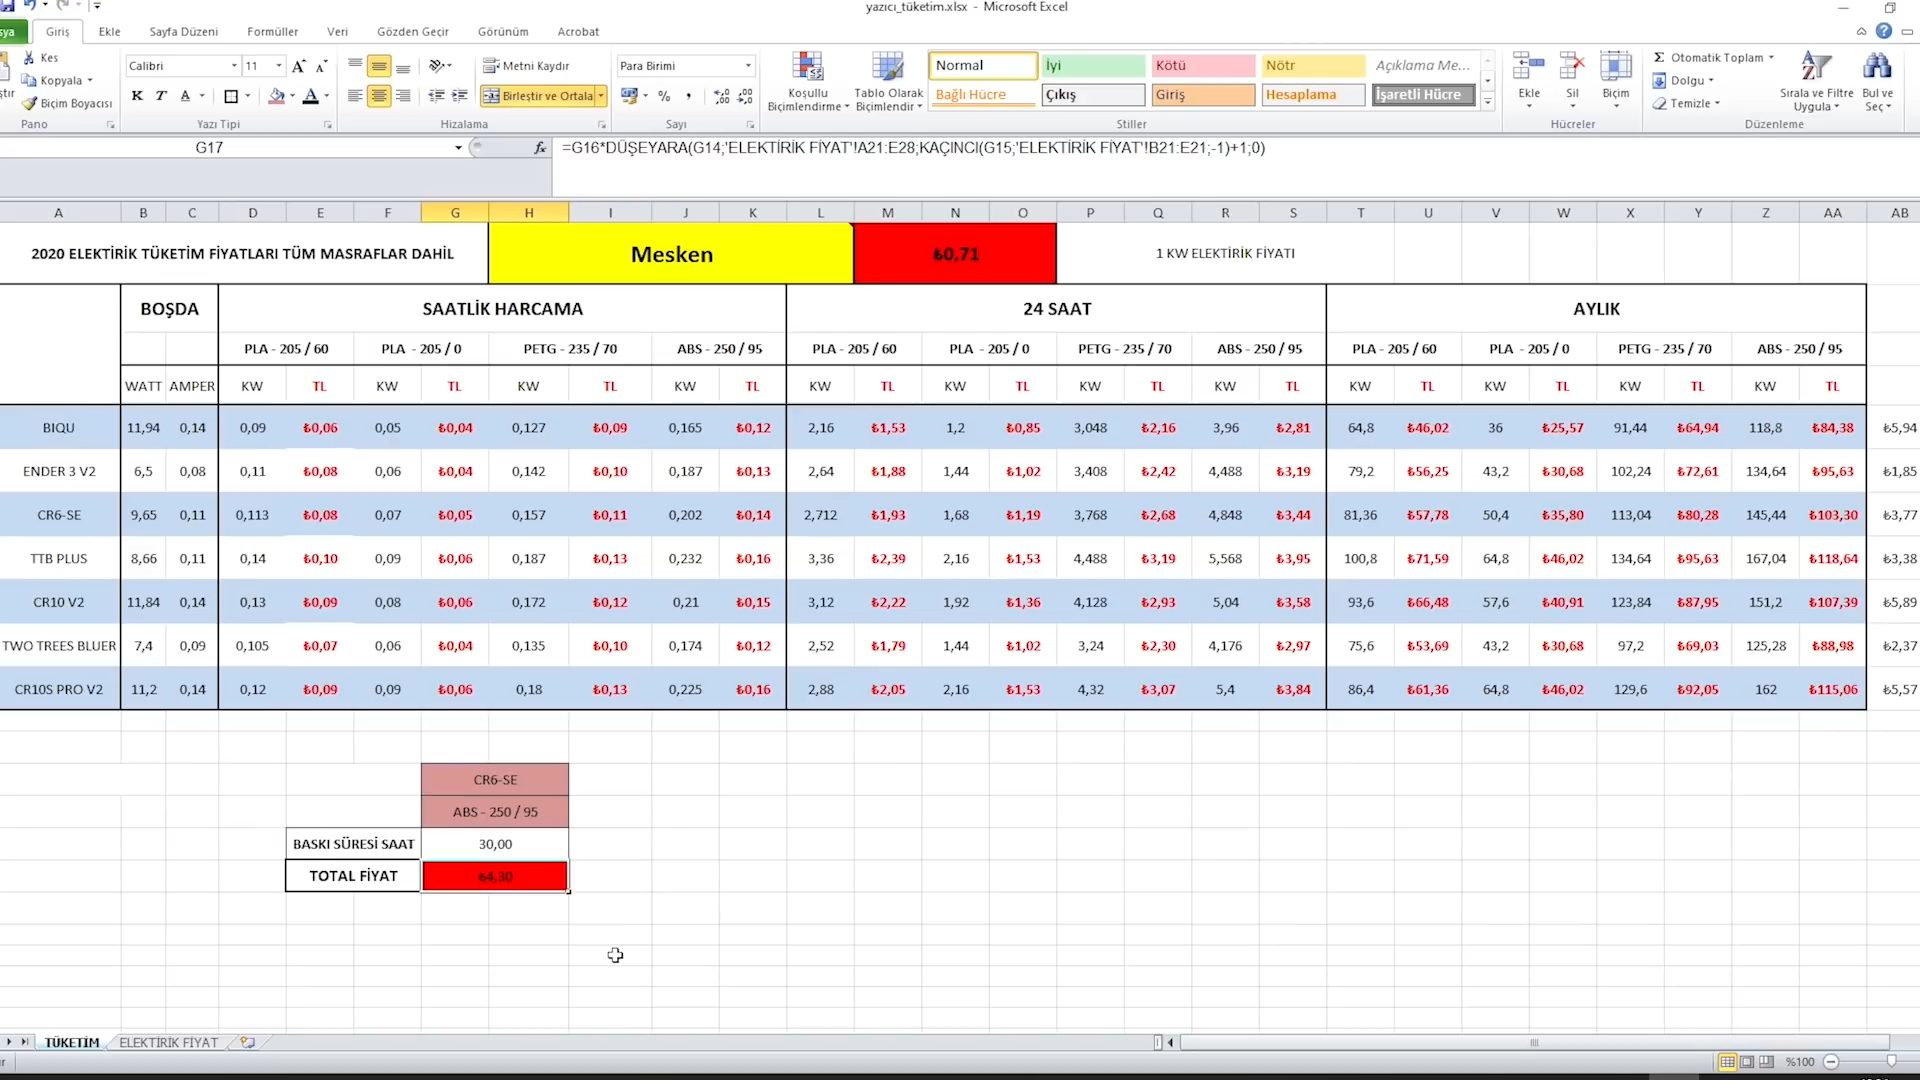 yazıcı_tüketim.xlsx - Microsoft Excel
Giriş Ekle Sayfa Düzeni Formüller Veri Gözden Geçir Görünüm Acrobat
Kes
Kopyala
Biçim Boyacısı
Pano
Calibri 11
K T A
Yazı Tipi
Metni Kaydır
Birleştir ve Ortala
Hizalama
Para Birimi
Sayı
Koşullu Biçimlendirme
Tablo Olarak Biçimlendir
Normal İyi Kötü Nötr Açıklama Me...
Bağlı Hücre Çıkış Giriş Hesaplama İşaretli Hücre
Stiller
Ekle Sil Biçim
Hücreler
Otomatik Toplam
Dolgu
Temizle
Sırala ve Filtre Uygula
Bul ve Seç
Düzenleme
G17 fx =G16*DÜŞEYARA(G14;'ELEKTİRİK FİYAT'!A21:E28;KAÇINCI(G15;'ELEKTİRİK FİYAT'!B21:E21;-1)+1;0)
A B C D E F G H I J K L M N O P Q R S T U V W X Y Z AA AB
2020 ELEKTİRİK TÜKETİM FİYATLARI TÜM MASRAFLAR DAHİL Mesken ₺0,71 1 KW ELEKTİRİK FİYATI
BOŞDA SAATLİK HARCAMA 24 SAAT AYLIK
PLA - 205 / 60 PLA - 205 / 0 PETG - 235 / 70 ABS - 250 / 95 PLA - 205 / 60 PLA - 205 / 0 PETG - 235 / 70 ABS - 250 / 95 PLA - 205 / 60 PLA - 205 / 0 PETG - 235 / 70 ABS - 250 / 95
WATT AMPER KW TL KW TL KW TL KW TL KW TL KW TL KW TL KW TL KW TL KW TL KW TL KW TL
BIQU 11,94 0,14 0,09 ₺0,06 0,05 ₺0,04 0,127 ₺0,09 0,165 ₺0,12 2,16 ₺1,53 1,2 ₺0,85 3,048 ₺2,16 3,96 ₺2,81 64,8 ₺46,02 36 ₺25,57 91,44 ₺64,94 118,8 ₺84,38 ₺5,94
ENDER 3 V2 6,5 0,08 0,11 ₺0,08 0,06 ₺0,04 0,142 ₺0,10 0,187 ₺0,13 2,64 ₺1,88 1,44 ₺1,02 3,408 ₺2,42 4,488 ₺3,19 79,2 ₺56,25 43,2 ₺30,68 102,24 ₺72,61 134,64 ₺95,63 ₺1,85
CR6-SE 9,65 0,11 0,113 ₺0,08 0,07 ₺0,05 0,157 ₺0,11 0,202 ₺0,14 2,712 ₺1,93 1,68 ₺1,19 3,768 ₺2,68 4,848 ₺3,44 81,36 ₺57,78 50,4 ₺35,80 113,04 ₺80,28 145,44 ₺103,30 ₺3,77
TTB PLUS 8,66 0,11 0,14 ₺0,10 0,09 ₺0,06 0,187 ₺0,13 0,232 ₺0,16 3,36 ₺2,39 2,16 ₺1,53 4,488 ₺3,19 5,568 ₺3,95 100,8 ₺71,59 64,8 ₺46,02 134,64 ₺95,63 167,04 ₺118,64 ₺3,38
CR10 V2 11,84 0,14 0,13 ₺0,09 0,08 ₺0,06 0,172 ₺0,12 0,21 ₺0,15 3,12 ₺2,22 1,92 ₺1,36 4,128 ₺2,93 5,04 ₺3,58 93,6 ₺66,48 57,6 ₺40,91 123,84 ₺87,95 151,2 ₺107,39 ₺5,89
TWO TREES BLUER 7,4 0,09 0,105 ₺0,07 0,06 ₺0,04 0,135 ₺0,10 0,174 ₺0,12 2,52 ₺1,79 1,44 ₺1,02 3,24 ₺2,30 4,176 ₺2,97 75,6 ₺53,69 43,2 ₺30,68 97,2 ₺69,03 125,28 ₺88,98 ₺2,37
CR10S PRO V2 11,2 0,14 0,12 ₺0,09 0,09 ₺0,06 0,18 ₺0,13 0,225 ₺0,16 2,88 ₺2,05 2,16 ₺1,53 4,32 ₺3,07 5,4 ₺3,84 86,4 ₺61,36 64,8 ₺46,02 129,6 ₺92,05 162 ₺115,06 ₺5,57
CR6-SE
ABS - 250 / 95
BASKI SÜRESİ SAAT 30,00
TOTAL FİYAT ₺4,30
TÜKETİM ELEKTİRİK FİYAT
%100